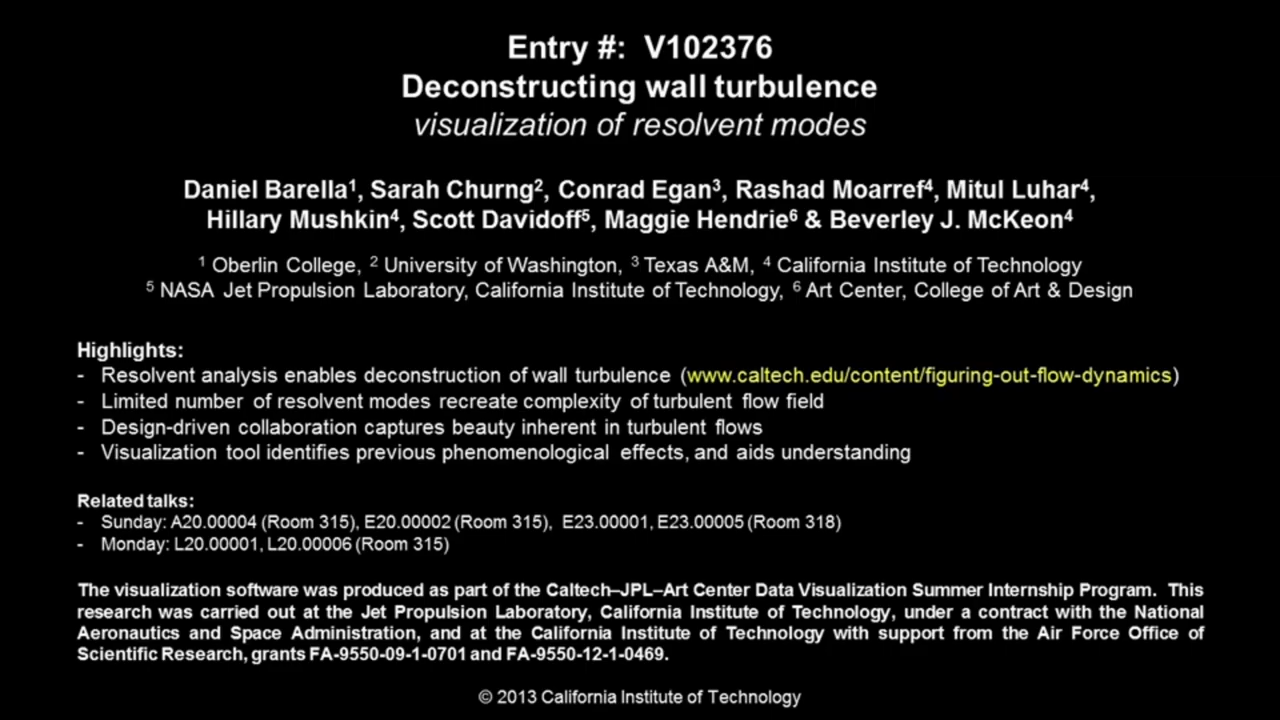 Entry #: V102376
Deconstructing wall turbulence
visualization of resolvent modes
Daniel Barella¹, Sarah Churng², Conrad Egan³, Rashad Moarref⁴, Mitul Luhar⁴,
Hillary Mushkin⁴, Scott Davidoff⁵, Maggie Hendrie⁶ & Beverley J. McKeon⁴
¹ Oberlin College, ² University of Washington, ³ Texas A&M, ⁴ California Institute of Technology
⁵ NASA Jet Propulsion Laboratory, California Institute of Technology, ⁶ Art Center, College of Art & Design
Highlights:
- Resolvent analysis enables deconstruction of wall turbulence (www.caltech.edu/content/figuring-out-flow-dynamics)
- Limited number of resolvent modes recreate complexity of turbulent flow field
- Design-driven collaboration captures beauty inherent in turbulent flows
- Visualization tool identifies previous phenomenological effects, and aids understanding
Related talks:
- Sunday: A20.00004 (Room 315), E20.00002 (Room 315), E23.00001, E23.00005 (Room 318)
- Monday: L20.00001, L20.00006 (Room 315)
The visualization software was produced as part of the Caltech–JPL–Art Center Data Visualization Summer Internship Program. This
research was carried out at the Jet Propulsion Laboratory, California Institute of Technology, under a contract with the National
Aeronautics and Space Administration, and at the California Institute of Technology with support from the Air Force Office of
Scientific Research, grants FA-9550-09-1-0701 and FA-9550-12-1-0469.
© 2013 California Institute of Technology